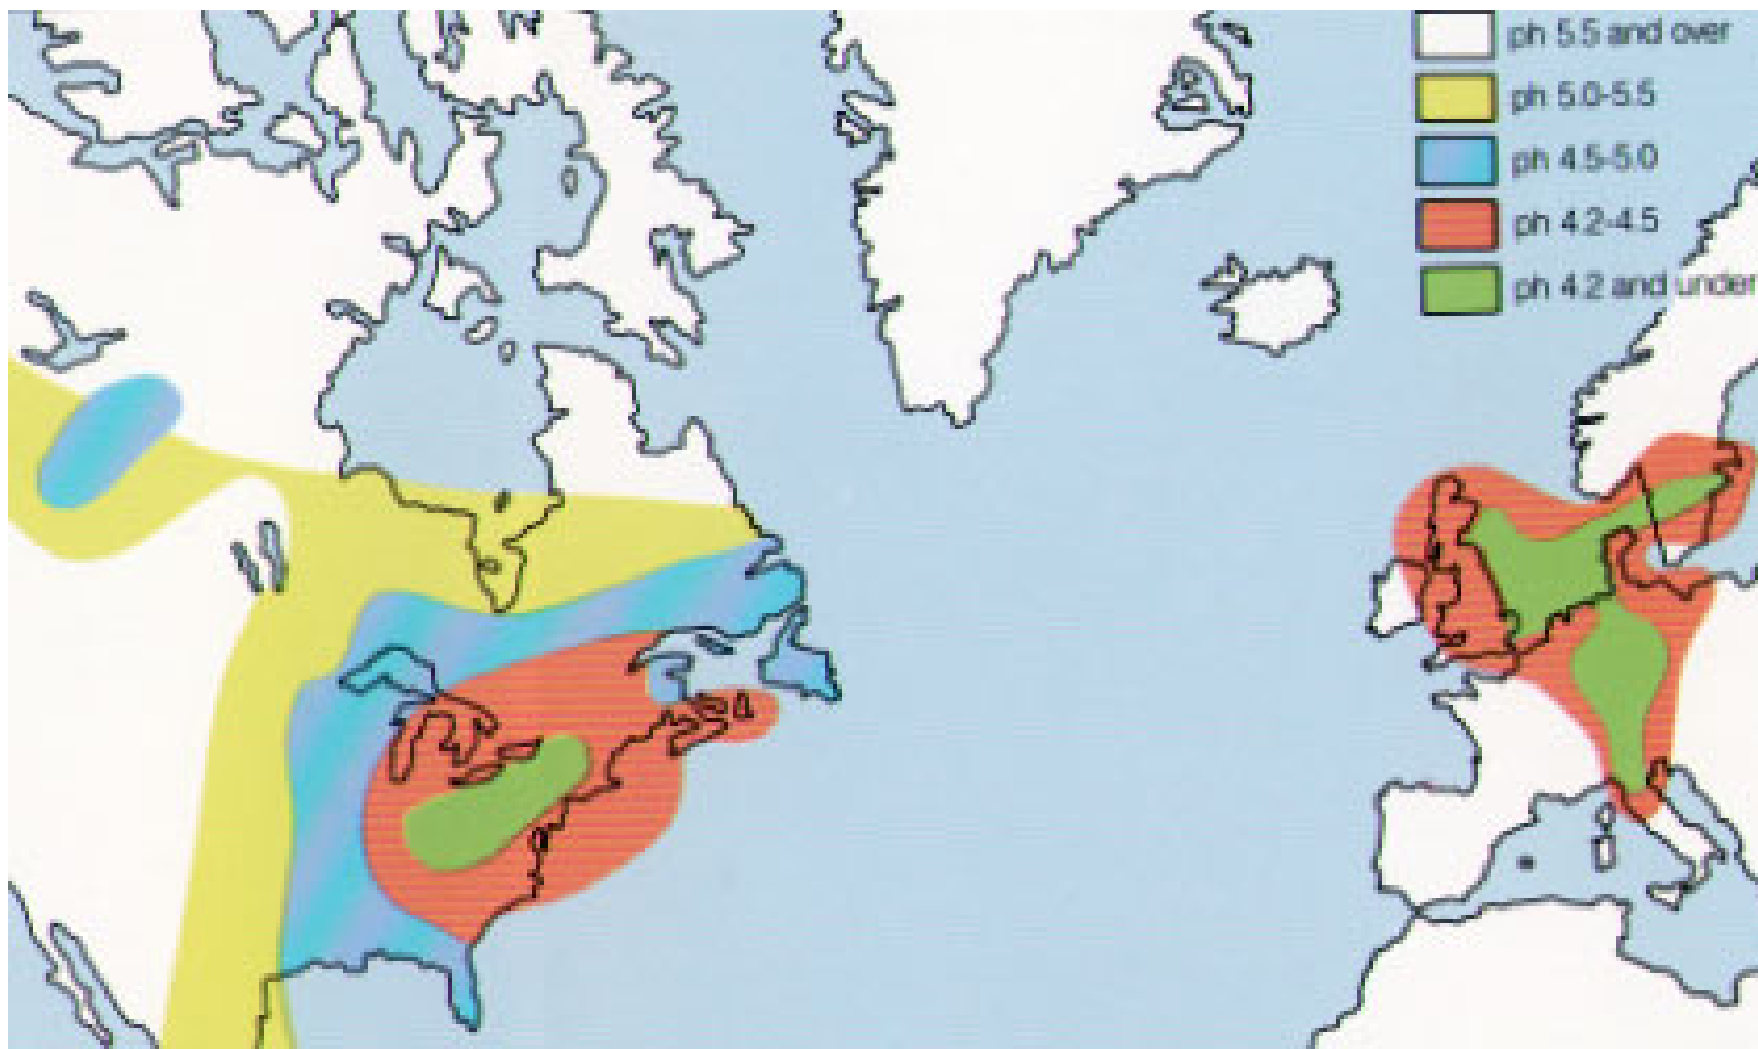 ph 5.5 and over
ph 5.0-5.5
ph 4.5-5.0
ph 4.2-4.5
ph 4.2 and under